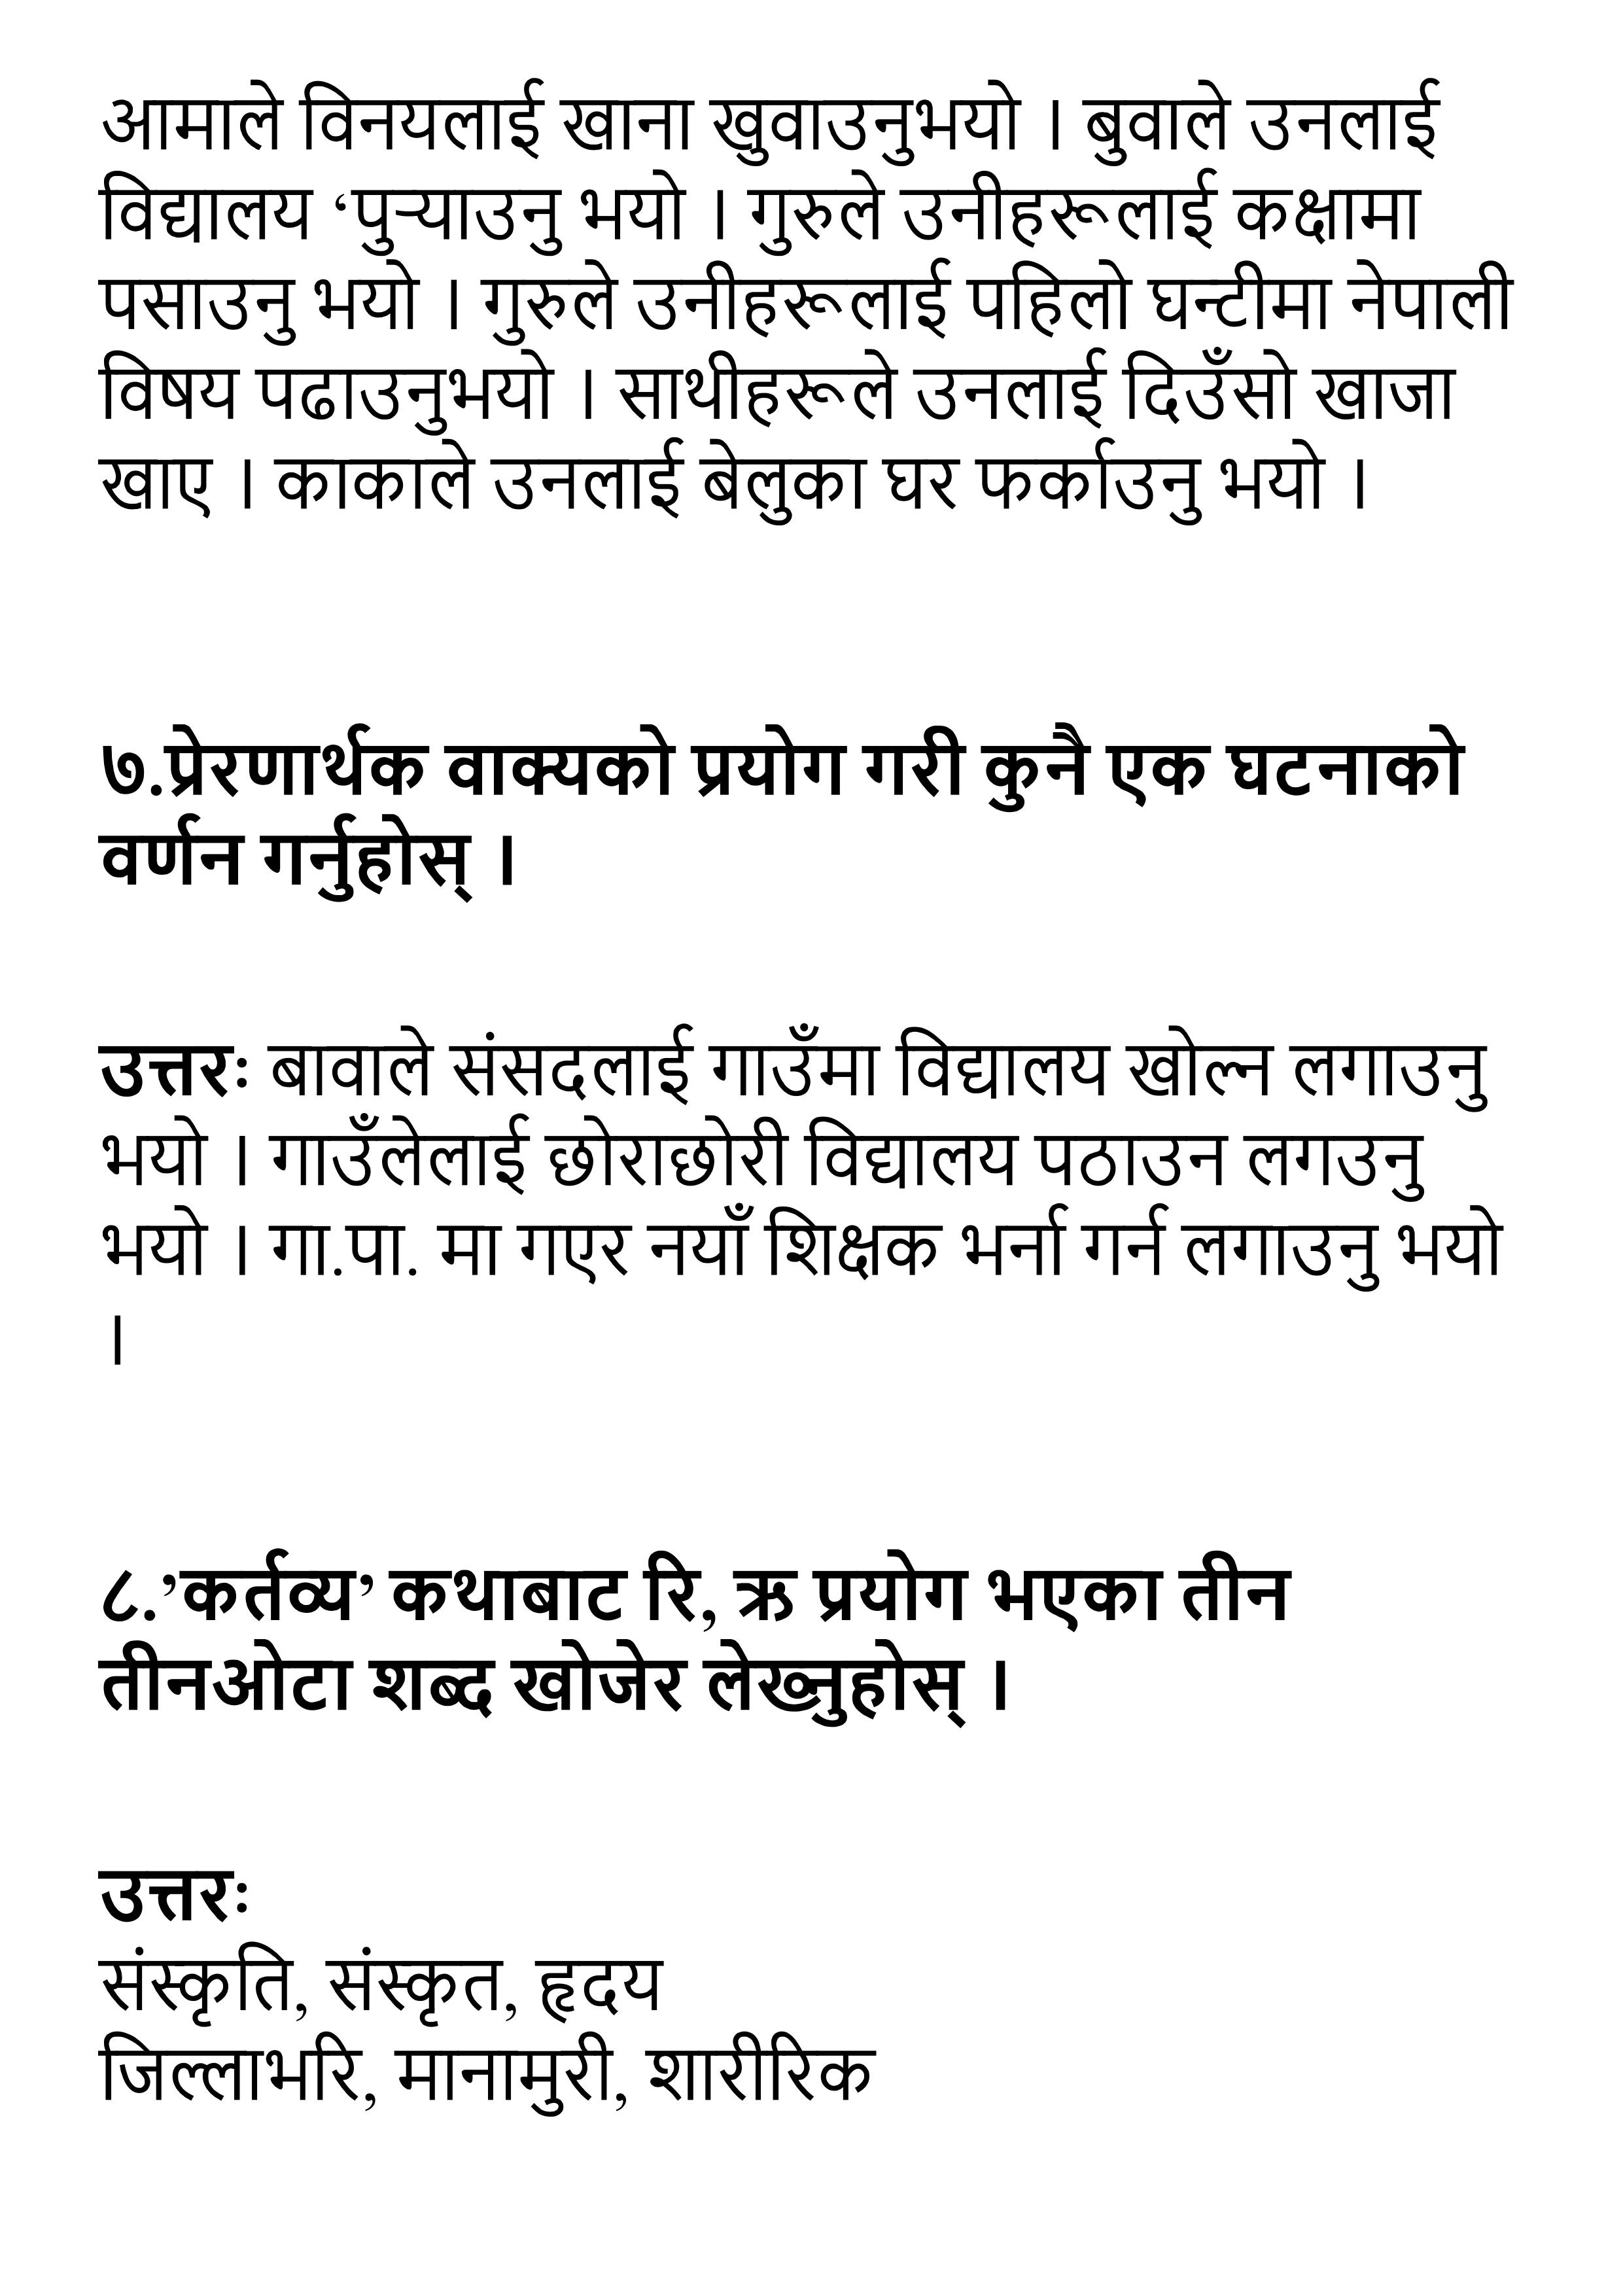 आमाले विनयलाई खाना खुवाउनुभयो । बुवाले उनलाई
विद्यालय ‘पुऱ्याउनु भयो । गुरुले उनीहरूलाई कक्षामा
पसाउनु भयो । गुरुले उनीहरूलाई पहिलो घन्टीमा नेपाली
विषय पढाउनुभयो । साथीहरूले उनलाई दिउँसो खाजा
खाए । काकाले उनलाई बेलुका घर फर्काउनु भयो ।
७.प्रेरणार्थक वाक्यको प्रयोग गरी कुनै एक घटनाको
वर्णन गर्नुहोस् ।
उत्तरः बावाले संसदलाई गाउँमा विद्यालय खोल्न लगाउनु
भयो । गाउँलेलाई छोराछोरी विद्यालय पठाउन लगउनु
भयो । गा.पा. मा गएर नयाँ शिक्षक भर्ना गर्न लगाउनु भयो
।
८.’कर्तव्य’ कथाबाट रि, ऋ प्रयोग भएका तीन
तीनओटा शब्द खोजेर लेख्नुहोस् ।
उत्तरः
संस्कृति, संस्कृत, हृदय
जिल्लाभरि, मानामुरी, शारीरिक